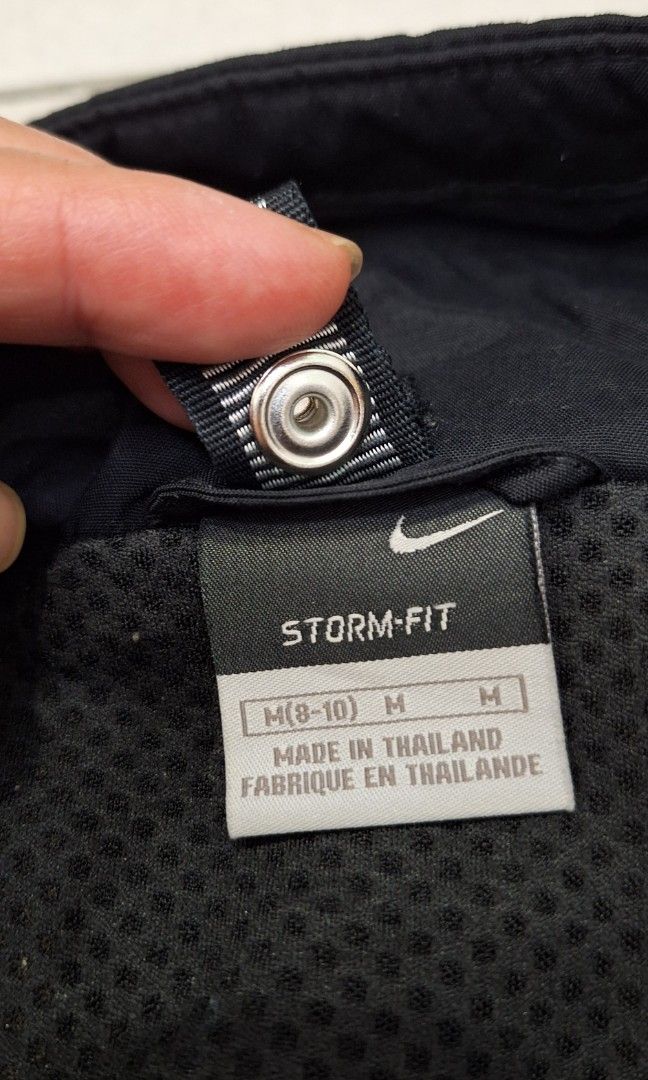 STORM-FIT
M(8-10) M M
MADE IN THAILAND
FABRIQUE EN THAILANDE